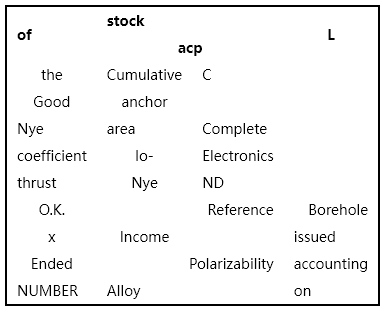 of stock acp L
the Cumulative C
Good anchor
Nye area Complete
coefficient lo- Electronics
thrust Nye ND
O.K. Reference Borehole
x Income issued
Ended Polarizability accounting
NUMBER Alloy on